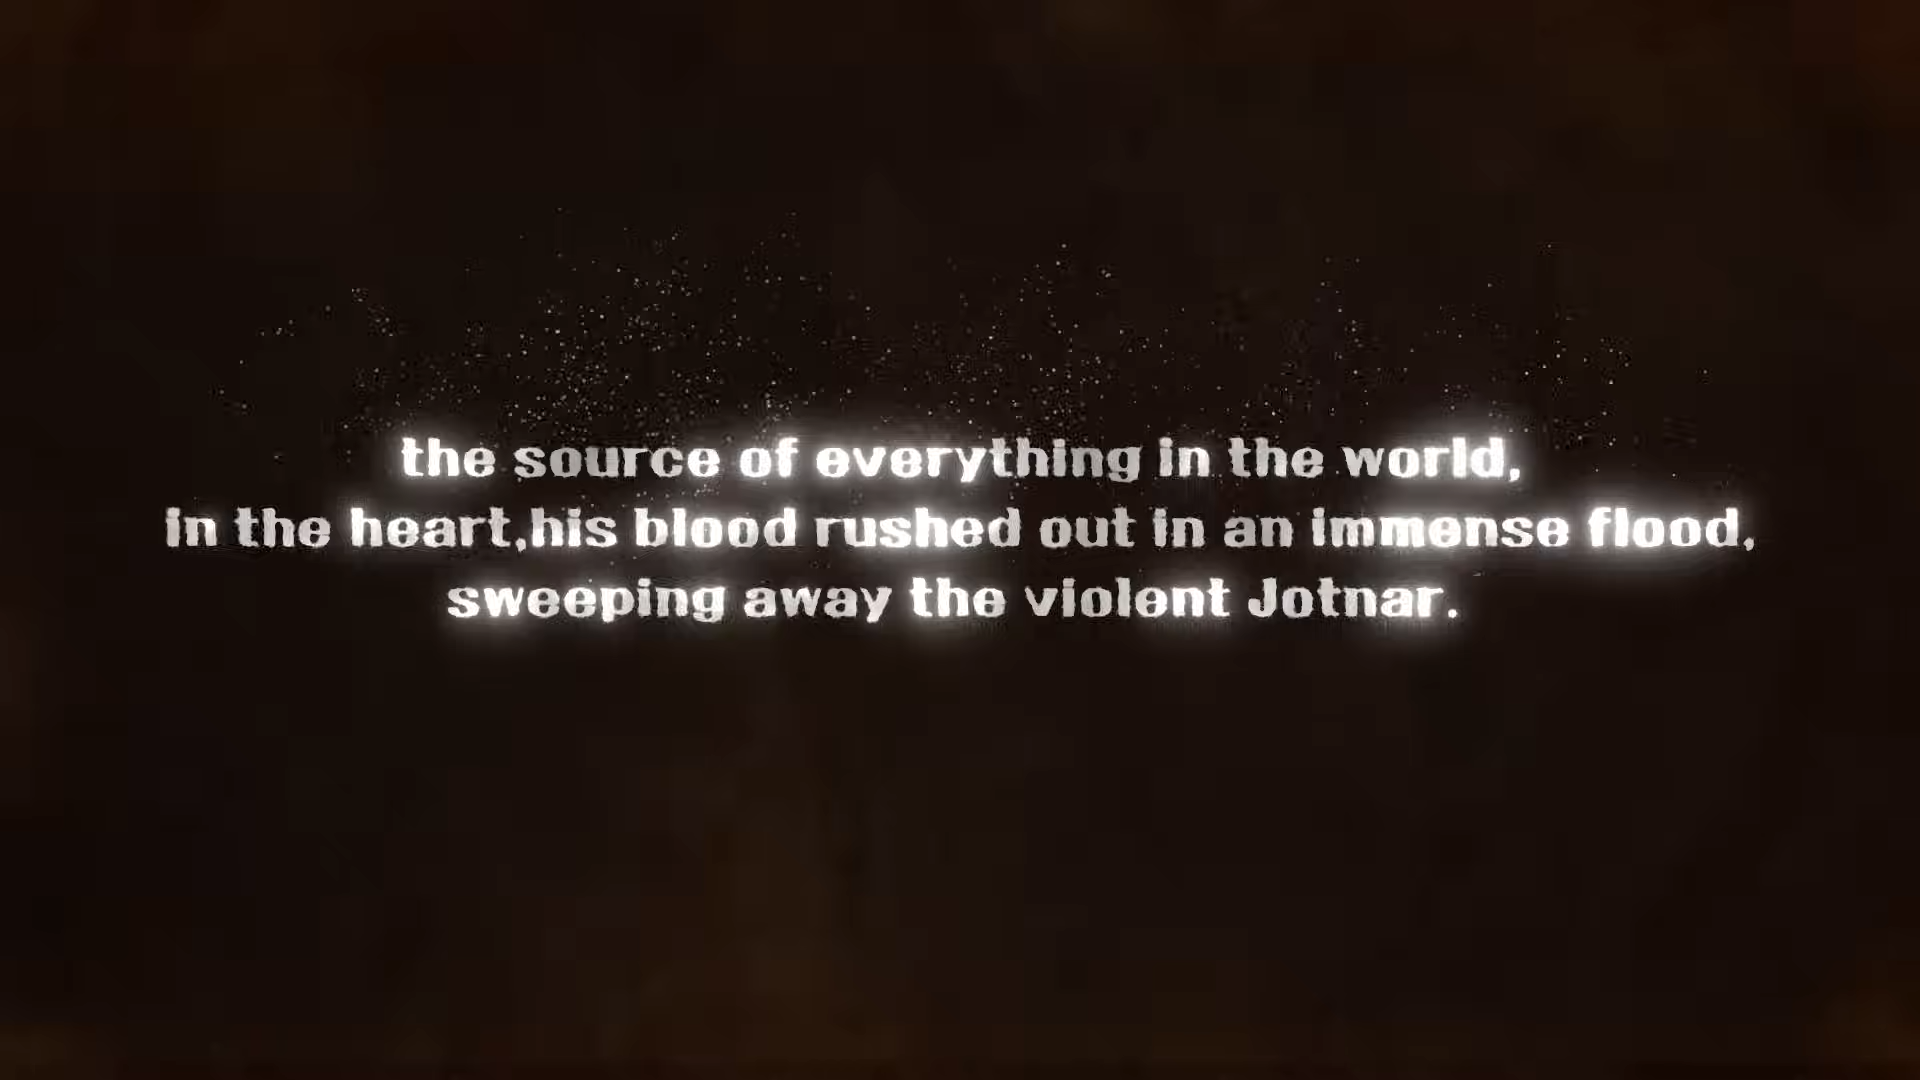 the source of everything in the world,
in the heart,his blood rushed out in an immense flood,
sweeping away the violent Jotnar.